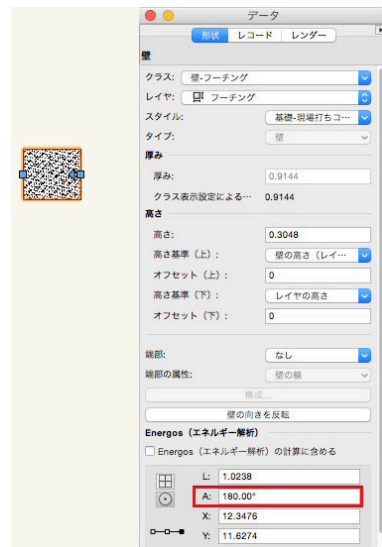 データ
形状 レコード レンダー
壁
クラス: 壁-フーチング
レイヤ: フーチング
スタイル: 基礎-現場打ちコ…
タイプ: 壁
厚み
厚み: 0.9144
クラス表示設定による… 0.9144
高さ
高さ: 0.3048
高さ基準（上）: 壁の高さ（レイ…
オフセット（上）: 0
高さ基準（下）: レイヤの高さ
オフセット（下）: 0
端部: なし
端部の属性: 壁の線
構成...
壁の向きを反転
Energos（エネルギー解析）
Energos（エネルギー解析）の計算に含める
L: 1.0238
A: 180.00°
X: 12.3476
Y: 11.6274